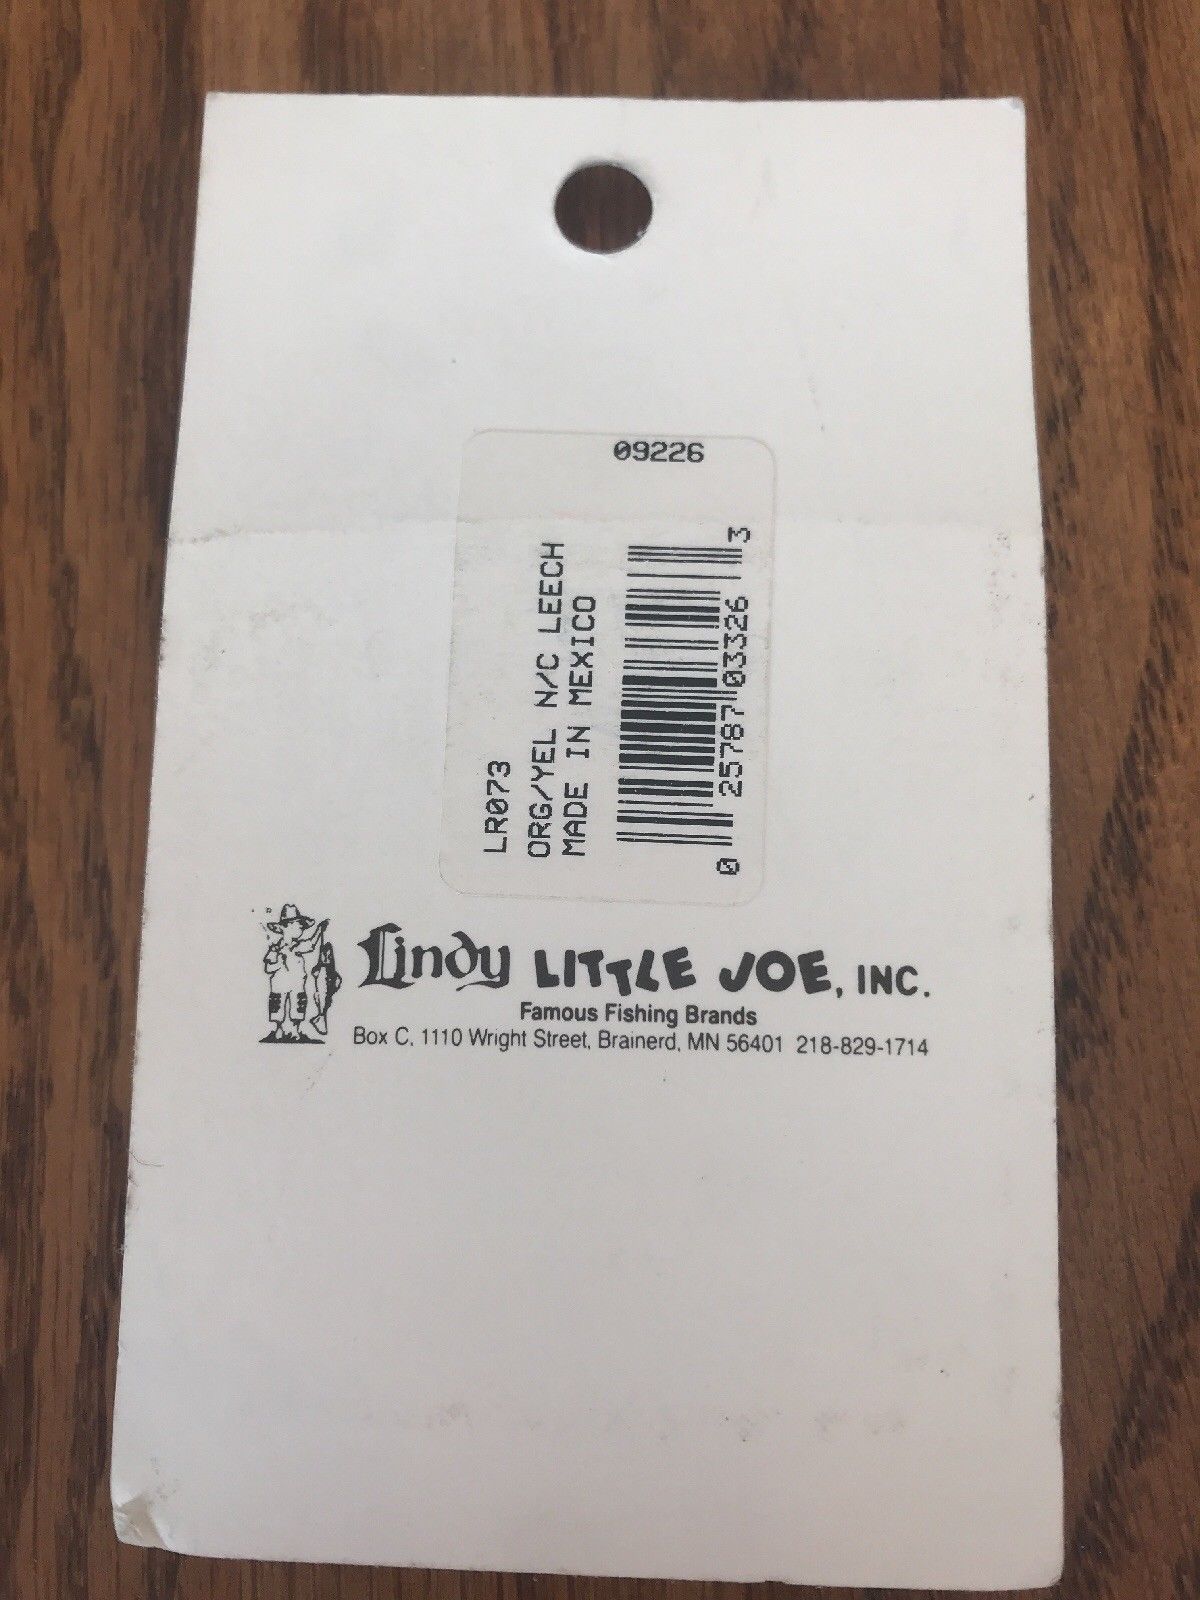 09226
LR073
ORG/YEL N/C LEECH
MADE IN MEXICO
0 25787 03326 3
Lindy LITTLE JOE, INC.
Famous Fishing Brands
Box C, 1110 Wright Street, Brainerd, MN 56401 218-829-1714